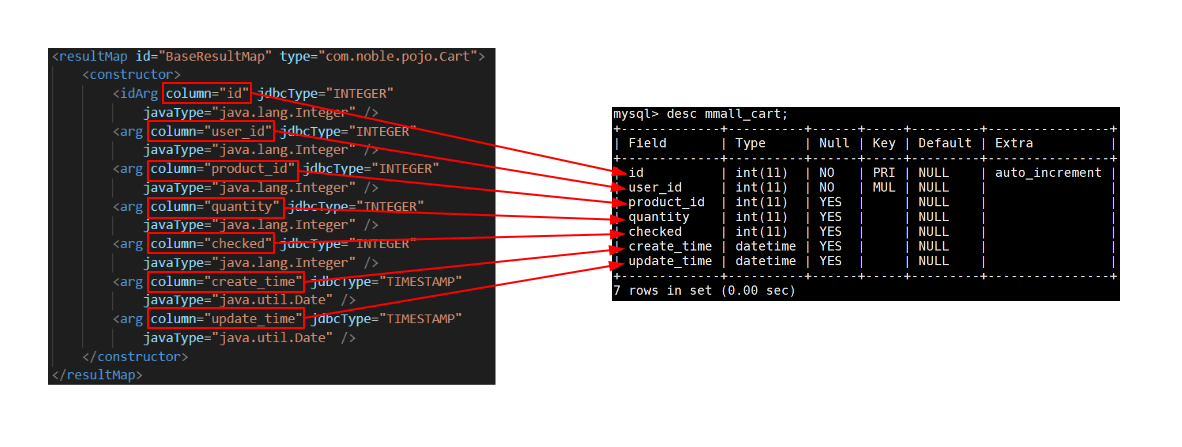 <resultMap id="BaseResultMap" type="com.noble.pojo.Cart">
<constructor>
<idArg column="id" jdbcType="INTEGER"
javaType="java.lang.Integer" />
<arg column="user_id" jdbcType="INTEGER"
javaType="java.lang.Integer" />
<arg column="product_id" jdbcType="INTEGER"
javaType="java.lang.Integer" />
<arg column="quantity" jdbcType="INTEGER
javaType="java.lang.Integer" />
<arg column="checked" jdbcType="INTEGER"
javaType="java.lang.Integer" />
<arg column="create_time" jdbcType="TIMESTAMP"
javaType="java.util.Date" />
<arg column="update_time" jdbcType="TIMESTAMP"
javaType="java.util.Date" />
</constructor>
</resultMap>
mysql> desc mmall_cart;
+-------------+----------+------+-----+---------+----------------+
| Field | Type | Null | Key | Default | Extra |
+-------------+----------+------+-----+---------+----------------+
| id | int(11) | NO | PRI | NULL | auto_increment |
| user_id | int(11) | NO | MUL | NULL | |
| product_id | int(11) | YES | | NULL | |
| quantity | int(11) | YES | | NULL | |
| checked | int(11) | YES | | NULL | |
| create_time | datetime | YES | | NULL | |
| update_time | datetime | YES | | NULL | |
+-------------+----------+------+-----+---------+----------------+
7 rows in set (0.00 sec)